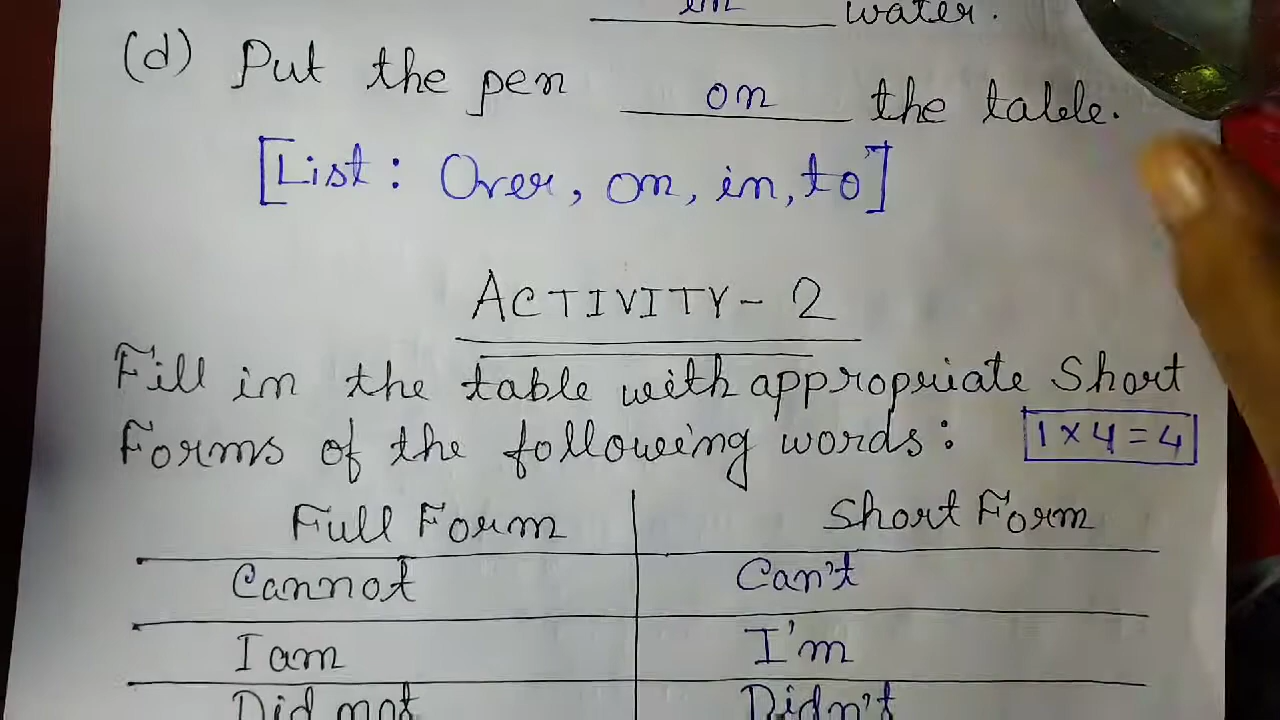 in water.
(d) Put the pen on the table.
[List: Over, on, in, to]
ACTIVITY-2
Fill in the table with appropriate Short
Forms of the following words: 1×4=4
Full Form Short Form
Cannot Can't
I am I'm
Did not Didn't